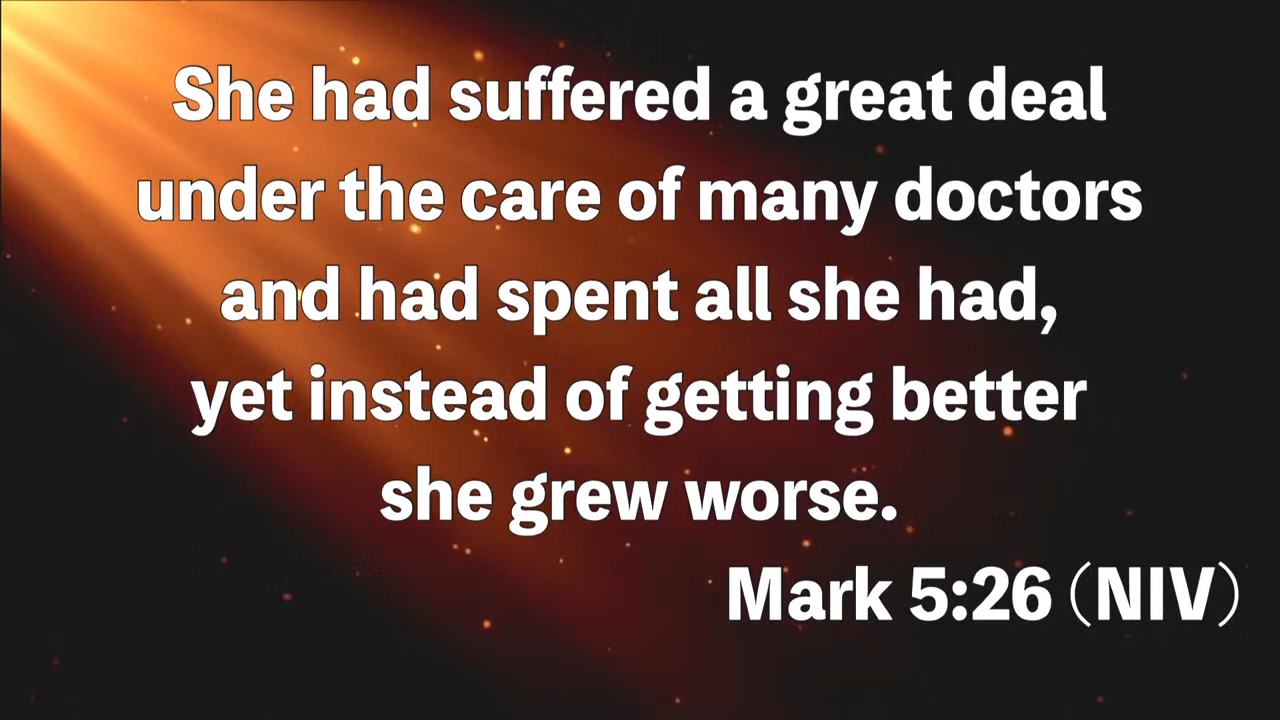 She had suffered a great deal
under the care of many doctors
and had spent all she had,
yet instead of getting better
she grew worse.
Mark 5:26（NIV）